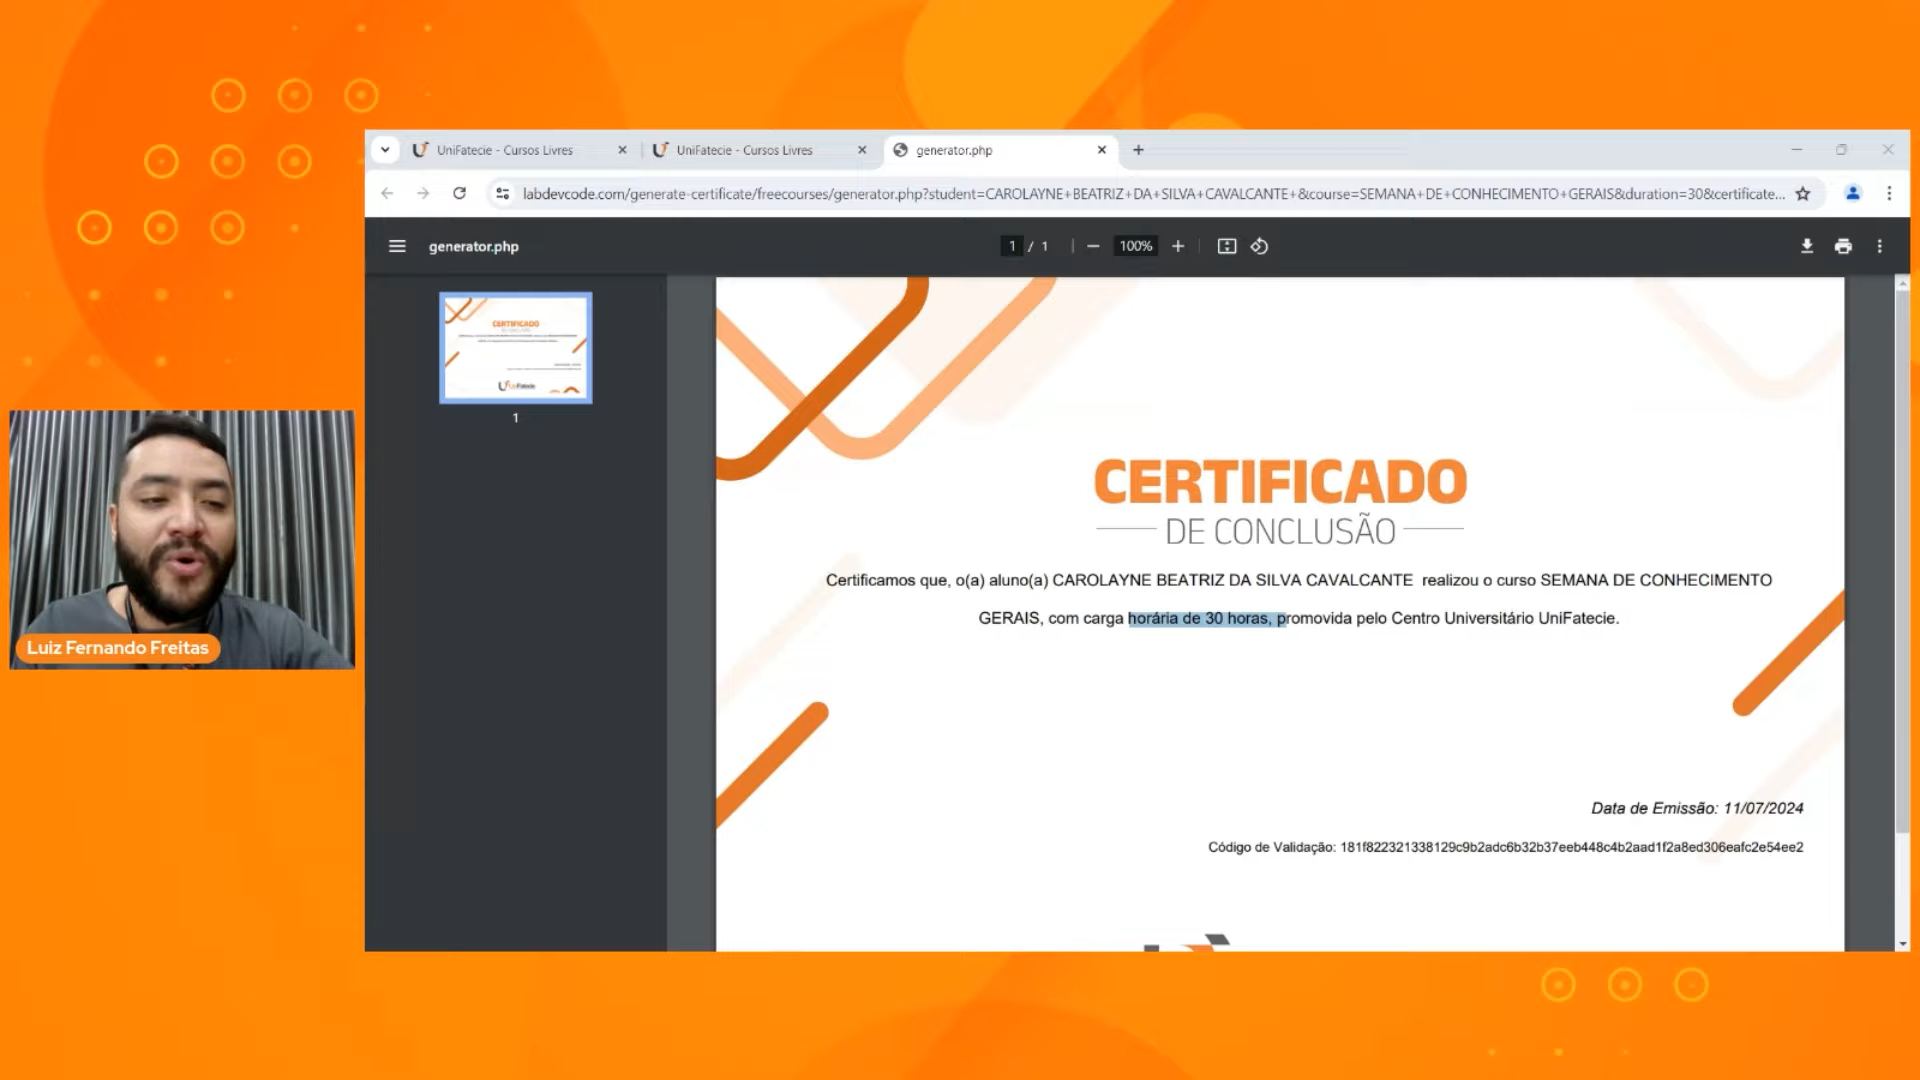 UniFatecie - Cursos Livres
UniFatecie - Cursos Livres
generator.php
labdevcode.com/generate-certificate/freecourses/generator.php?student=CAROLAYNE+BEATRIZ+DA+SILVA+CAVALCANTE+&course=SEMANA+DE+CONHECIMENTO+GERAIS&duration=30&certificate...
generator.php
1 / 1
100%
CERTIFICADO
UniFatecie
1
CERTIFICADO
DE CONCLUSÃO
Certificamos que, o(a) aluno(a) CAROLAYNE BEATRIZ DA SILVA CAVALCANTE realizou o curso SEMANA DE CONHECIMENTO
GERAIS, com carga horária de 30 horas, promovida pelo Centro Universitário UniFatecie.
Data de Emissão: 11/07/2024
Código de Validação: 181f822321338129c9b2adc6b32b37eeb448c4b2aad1f2a8ed306eafc2e54ee2
Luiz Fernando Freitas